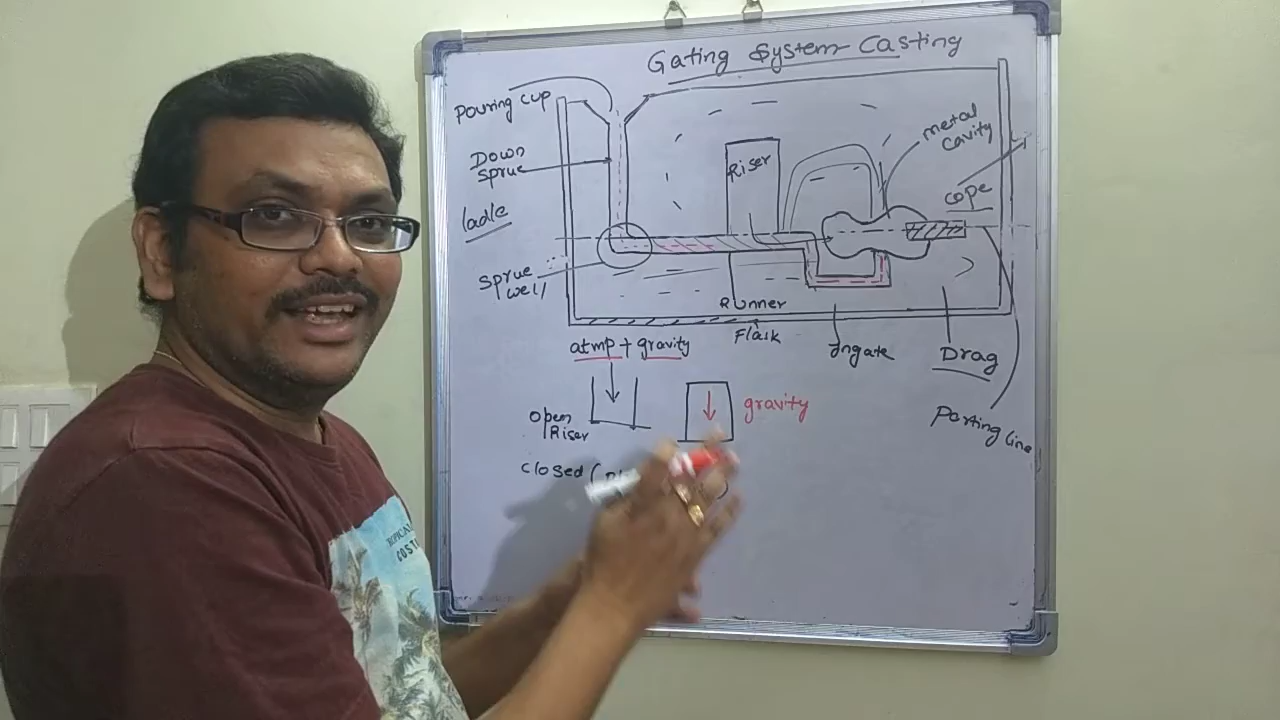 Gating System Casting
Pouring cup
Down
Sprue
ladle
Sprue
well
Riser
metal
cavity
cope
Runner
Flask
Ingate
Drag
Parting line
atmp + gravity
Open
Riser
gravity
closed (
COST